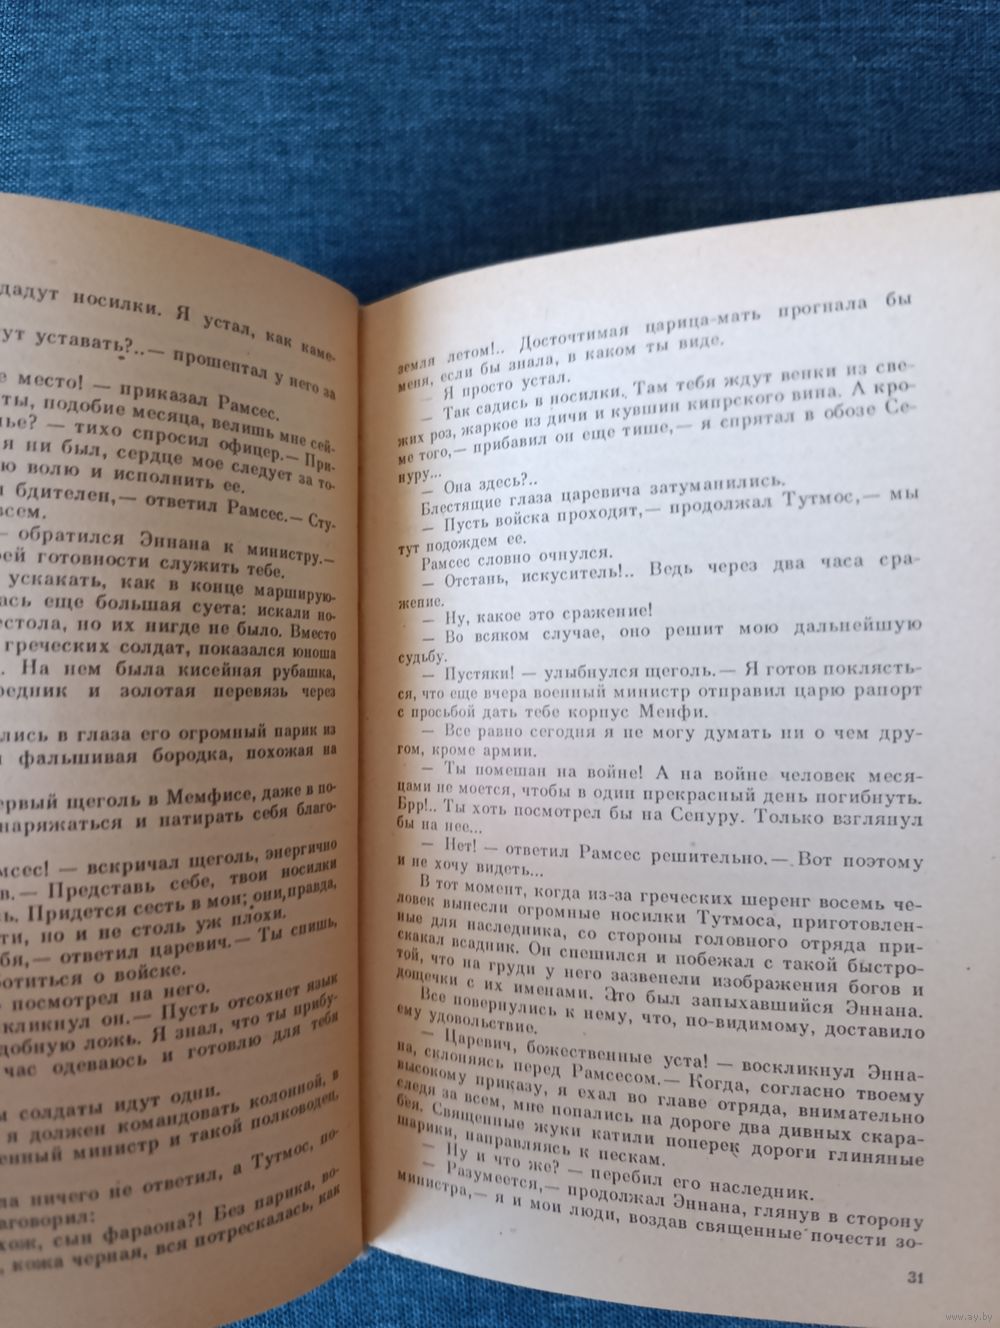 дадут носилки. Я устал, как каме-
ут уставать?..— прошептал у него за
е место! — приказал Рамсес.
ты, подобие месяца, велишь мне сей-
ье? — тихо спросил офицер.— При-
я ни был, сердце мое следует за то-
ю волю и исполнить ее.
и бдителен,— ответил Рамсес.— Сту-
всем.
— обратился Эннана к министру.—
ей готовности служить тебе.
ускакать, как в конце марширую-
ась еще большая суета: искали но-
естола, но их нигде не было. Вместо
греческих солдат, показался юноша
. На нем была кисейная рубашка,
редник и золотая перевязь через
лись в глаза его огромный парик из
и фальшивая бородка, похожая на
ервый щеголь в Мемфисе, даже в по-
наряжаться и натирать себя благо-
мсес! — вскричал щеголь, энергично
в.— Представь себе, твои носилки
ь. Придется сесть в мои; они, правда,
ти, но и не столь уж плохи.
бя,— ответил царевич.— Ты спишь,
ботиться о войске.
о посмотрел на него.
кликнул он.— Пусть отсохнет язык
добную ложь. Я знал, что ты прибу-
час одеваюсь и готовлю для тебя
м солдаты идут одни.
я должен командовать колонной, в
енный министр и такой полководец,
ла ничего не ответил, а Тутмос, по-
аговорил:
хож, сын фараона?! Без парика, во-
, кожа черная, вся потрескалась, как
земля летом!.. Досточтимая царица-мать прогнала бы
меня, если бы знала, в каком ты виде.
— Я просто устал.
— Так садись в носилки. Там тебя ждут венки из све-
жих роз, жаркое из дичи и кувшин кипрского вина. А кро-
ме того,— прибавил он еще тише,— я спрятал в обозе Се-
нуру...
— Она здесь?..
Блестящие глаза царевича затуманились.
— Пусть войска проходят,— продолжал Тутмос,— мы
тут подождем ее.
Рамсес словно очнулся.
— Отстань, искуситель!.. Ведь через два часа сра-
жение.
— Ну, какое это сражение!
— Во всяком случае, оно решит мою дальнейшую
судьбу.
— Пустяки! — улыбнулся щеголь.— Я готов поклясть-
ся, что еще вчера военный министр отправил царю рапорт
с просьбой дать тебе корпус Менфи.
— Все равно сегодня я не могу думать ни о чем дру-
гом, кроме армии.
— Ты помешан на войне! А на войне человек меся-
цами не моется, чтобы в один прекрасный день погибнуть.
Брр!.. Ты хоть посмотрел бы на Сенуру. Только взглянул
бы на нее...
— Нет! — ответил Рамсес решительно.— Вот поэтому
и не хочу видеть...
В тот момент, когда из-за греческих шеренг восемь че-
ловек вынесли огромные носилки Тутмоса, приготовлен-
ные для наследника, со стороны головного отряда при-
скакал всадник. Он спешился и побежал с такой быстро-
той, что на груди у него зазвенели изображения богов и
дощечки с их именами. Это был запыхавшийся Эннана.
Все повернулись к нему, что, по-видимому, доставило
ему удовольствие.
— Царевич, божественные уста! — воскликнул Энна-
на, склоняясь перед Рамсесом.— Когда, согласно твоему
высокому приказу, я ехал во главе отряда, внимательно
следя за всем, мне попались на дороге два дивных скара-
бея. Священные жуки катили поперек дороги глиняные
шарики, направляясь к пескам.
— Ну и что же? — перебил его наследник.
— Разумеется,— продолжал Эннана, глянув в сторону
министра,— я и мои люди, воздав священные почести зо-
31
www.ay.by